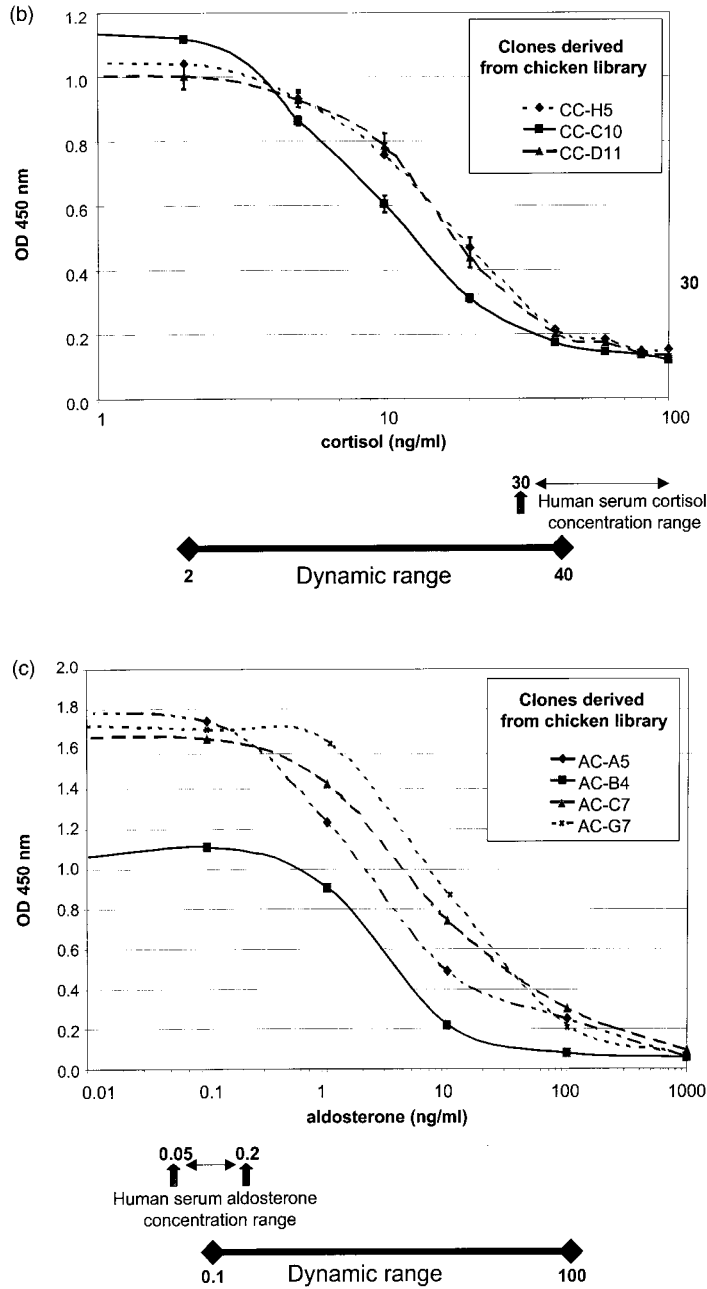 (b)
1.2
1.0
0.8
0.6
0.4
0.2
0.0
OD 450 nm
Clones derived
from chicken library
CC-H5
CC-C10
CC-D11
30
1 10 100
cortisol (ng/ml)
30
Human serum cortisol
concentration range
2 Dynamic range 40
(c)
2.0
1.8
1.6
1.4
1.2
1.0
0.8
0.6
0.4
0.2
0.0
OD 450 nm
Clones derived
from chicken library
AC-A5
AC-B4
AC-C7
AC-G7
0.01 0.1 1 10 100 1000
aldosterone (ng/ml)
0.05 0.2
Human serum aldosterone
concentration range
0.1 Dynamic range 100